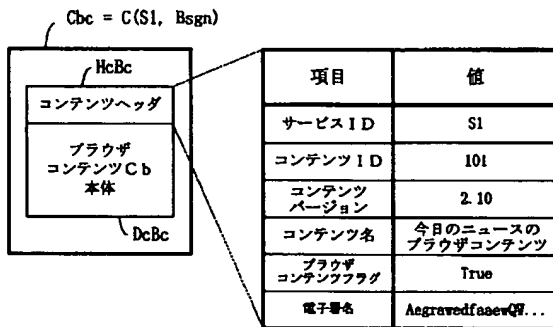 Cbc = C(S1, Bsgn)
HcBc
コンテンツヘッダ
ブラウザ
コンテンツCb
本体
DcBc
項目
値
サービスID
S1
コンテンツID
101
コンテンツ
バージョン
2.10
コンテンツ名
今日のニュースの
ブラウザコンテンツ
ブラウザ
コンテンツフラグ
True
電子署名
AegrawedfaaewQW...